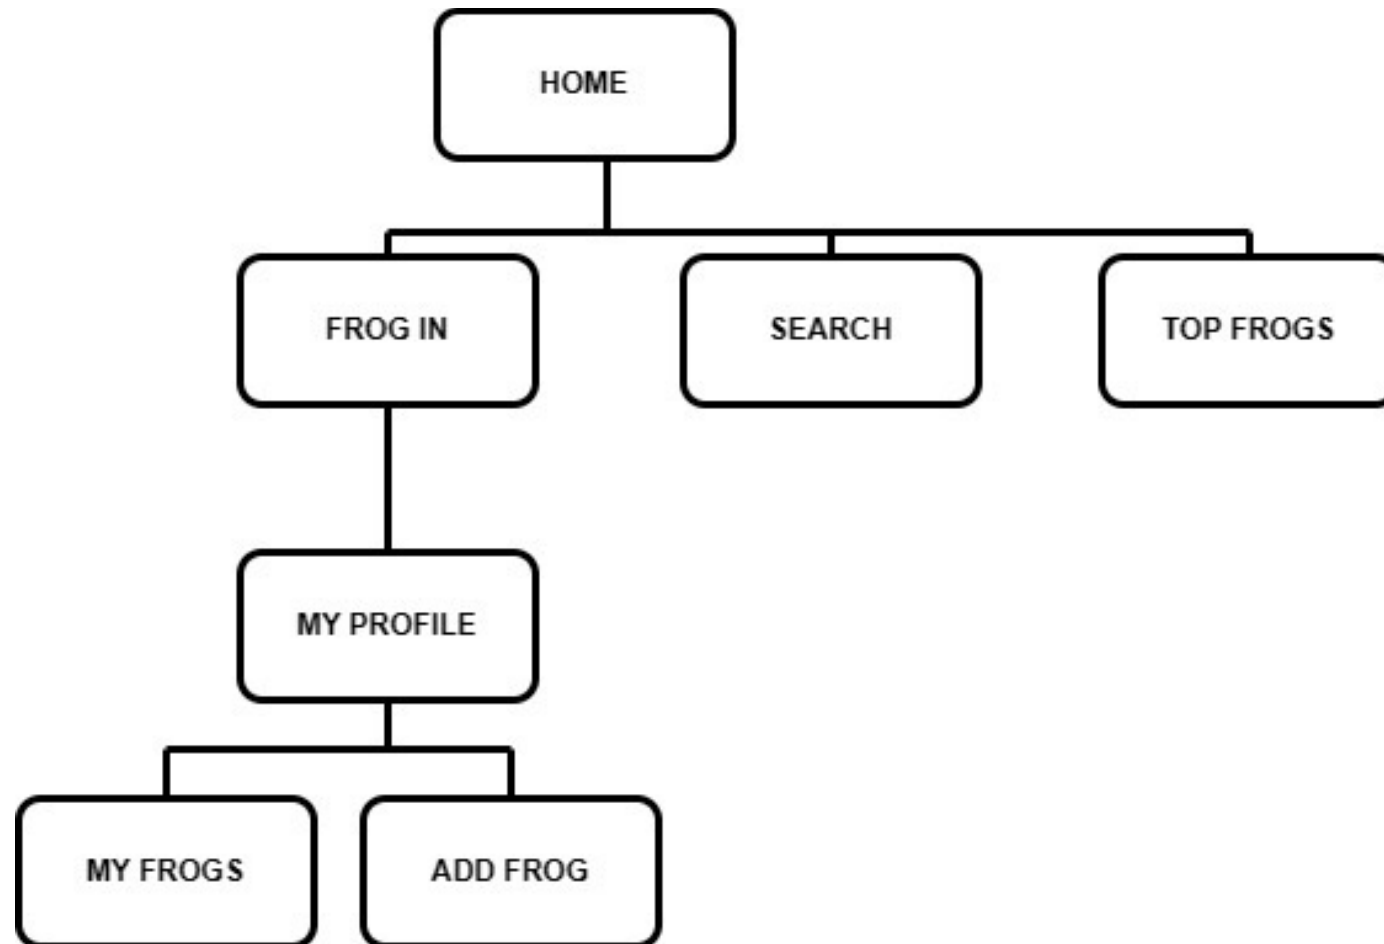 HOME
FROG IN
SEARCH
TOP FROGS
MY PROFILE
MY FROGS
ADD FROG